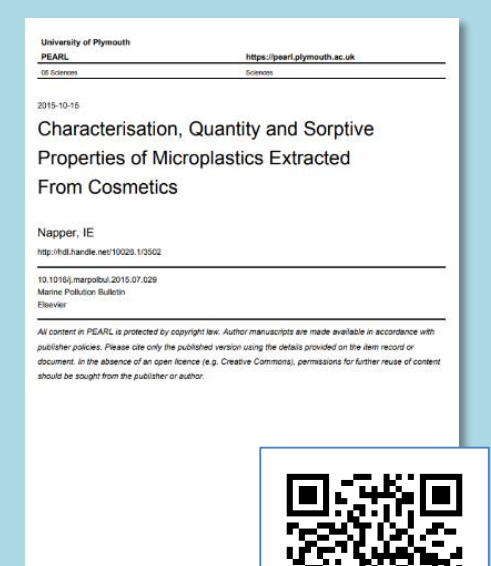 University of Plymouth
PEARL https://pearl.plymouth.ac.uk
05 Sciences Sciences
2015-10-15
Characterisation, Quantity and Sorptive
Properties of Microplastics Extracted
From Cosmetics
Napper, IE
http://hdl.handle.net/10026.1/3502
10.1016/j.marpolbul.2015.07.029
Marine Pollution Bulletin
Elsevier
All content in PEARL is protected by copyright law. Author manuscripts are made available in accordance with
publisher policies. Please cite only the published version using the details provided on the item record or
document. In the absence of an open licence (e.g. Creative Commons), permissions for further reuse of content
should be sought from the publisher or author.